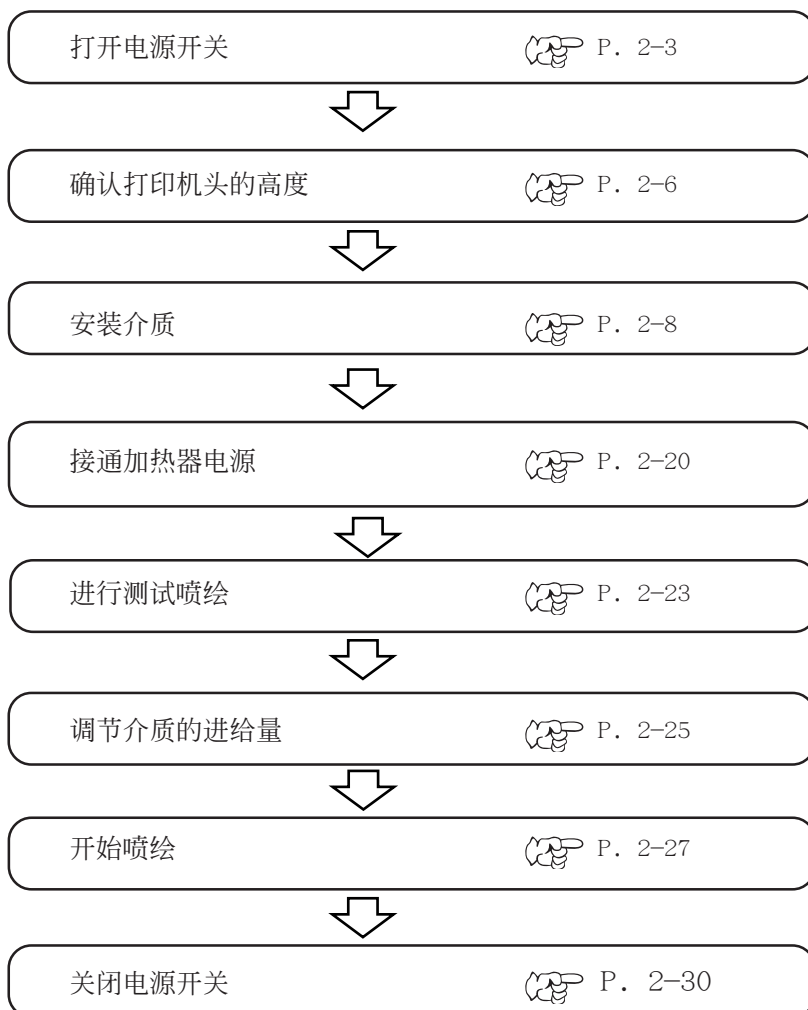 打开电源开关 P. 2-3
确认打印机头的高度 P. 2-6
安装介质 P. 2-8
接通加热器电源 P. 2-20
进行测试喷绘 P. 2-23
调节介质的进给量 P. 2-25
开始喷绘 P. 2-27
关闭电源开关 P. 2-30